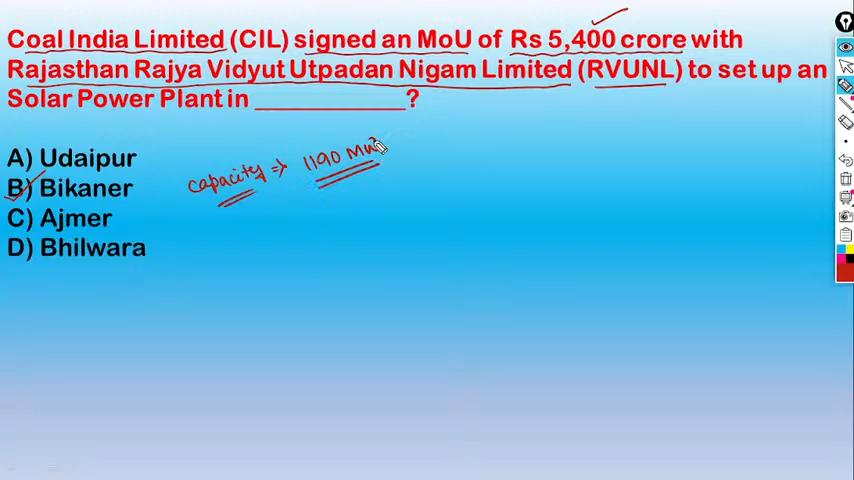 Coal India Limited (CIL) signed an MoU of Rs 5,400 crore with
Rajasthan Rajya Vidyut Utpadan Nigam Limited (RVUNL) to set up an
Solar Power Plant in ____________?
A) Udaipur
B) Bikaner
C) Ajmer
D) Bhilwara
capacity => 1190 MW